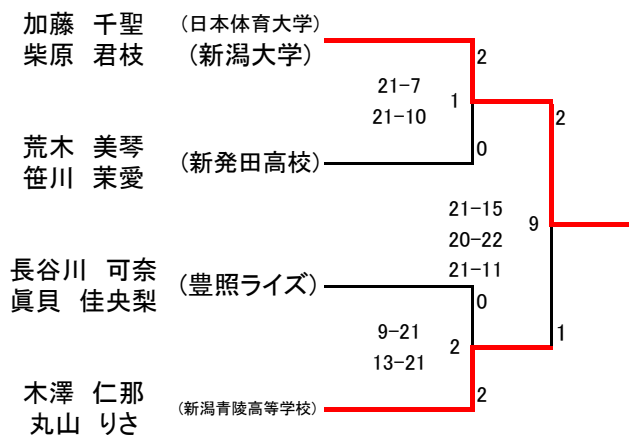 加藤　千聖 (日本体育大学)
柴原　君枝 (新潟大学)
2
21-7
1
21-10
2
0
荒木　美琴
笹川　茉愛 (新発田高校)
21-15
9
20-22
21-11
長谷川　可奈
眞貝　佳央梨 (豊照ライズ)
0
9-21
2
13-21
1
2
木澤　仁那
丸山　りさ (新潟青陵高等学校)